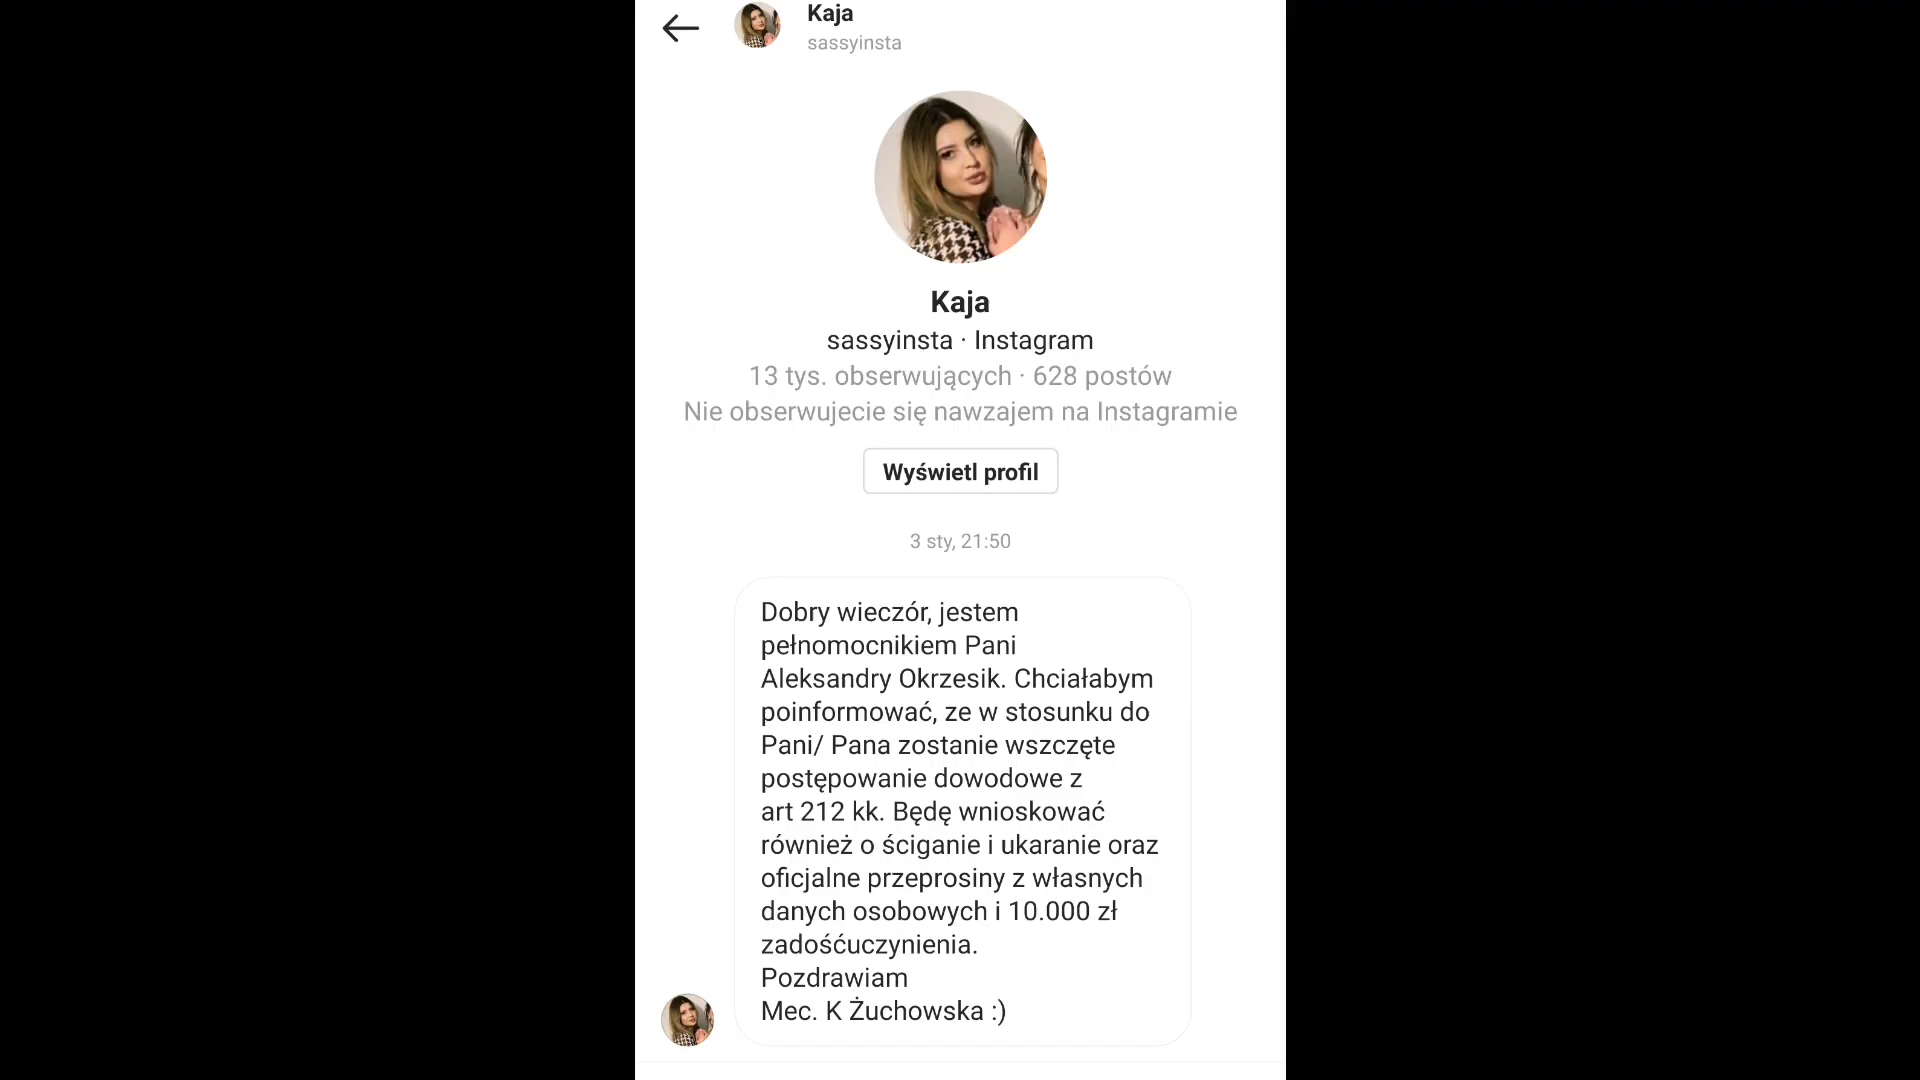 Kaja
sassyinsta
Kaja
sassyinsta · Instagram
13 tys. obserwujących · 628 postów
Nie obserwujecie się nawzajem na Instagramie
Wyświetl profil
3 sty, 21:50
Dobry wieczór, jestem
pełnomocnikiem Pani
Aleksandry Okrzesik. Chciałabym
poinformować, ze w stosunku do
Pani/ Pana zostanie wszczęte
postępowanie dowodowe z
art 212 kk. Będę wnioskować
również o ściganie i ukaranie oraz
oficjalne przeprosiny z własnych
danych osobowych i 10.000 zł
zadośćuczynienia.
Pozdrawiam
Mec. K Żuchowska :)